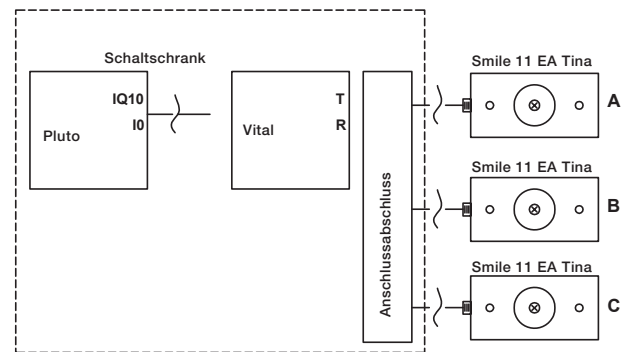 Schaltschrank
Pluto
IQ10
I0
Vital
T
R
Anschlussabschluss
Smile 11 EA Tina
A
Smile 11 EA Tina
B
Smile 11 EA Tina
C